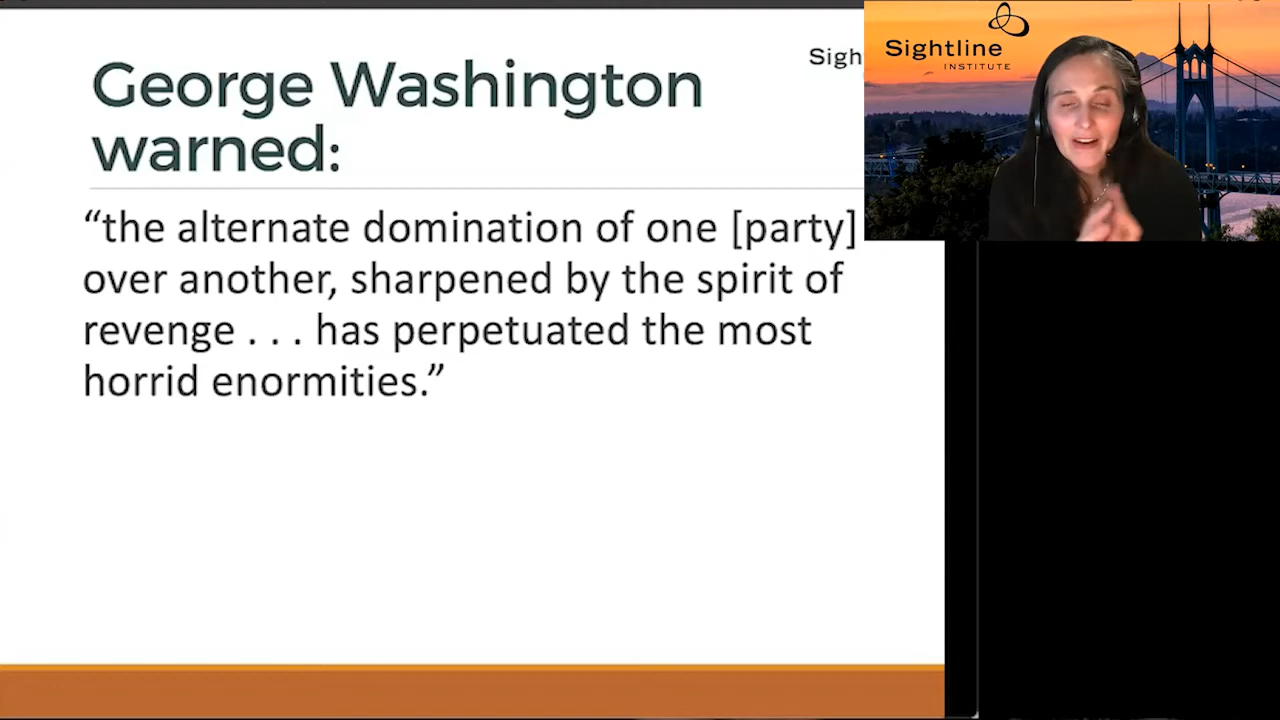 George Washington
warned:
“the alternate domination of one [party]
over another, sharpened by the spirit of
revenge . . . has perpetuated the most
horrid enormities.”
Sigh
Sightline
INSTITUTE